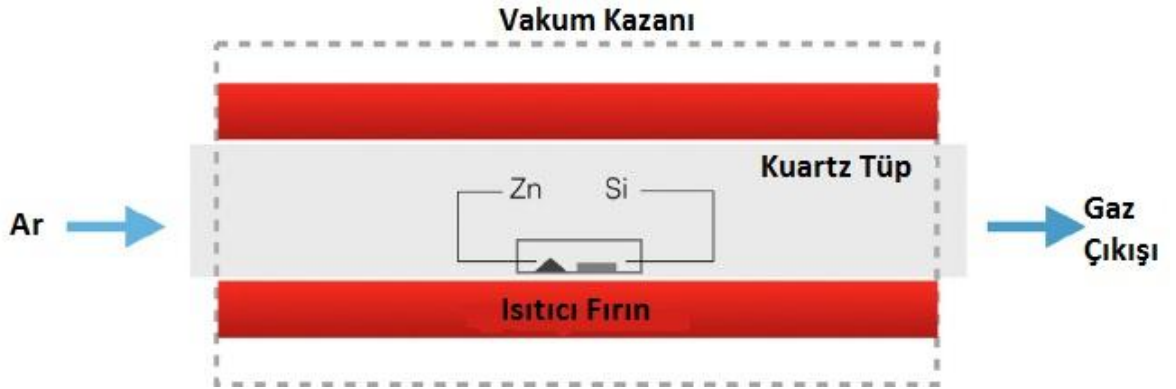 Vakum Kazanı
Kuartz Tüp
Zn
Si
Ar
Gaz
Çıkışı
Isıtıcı Fırın